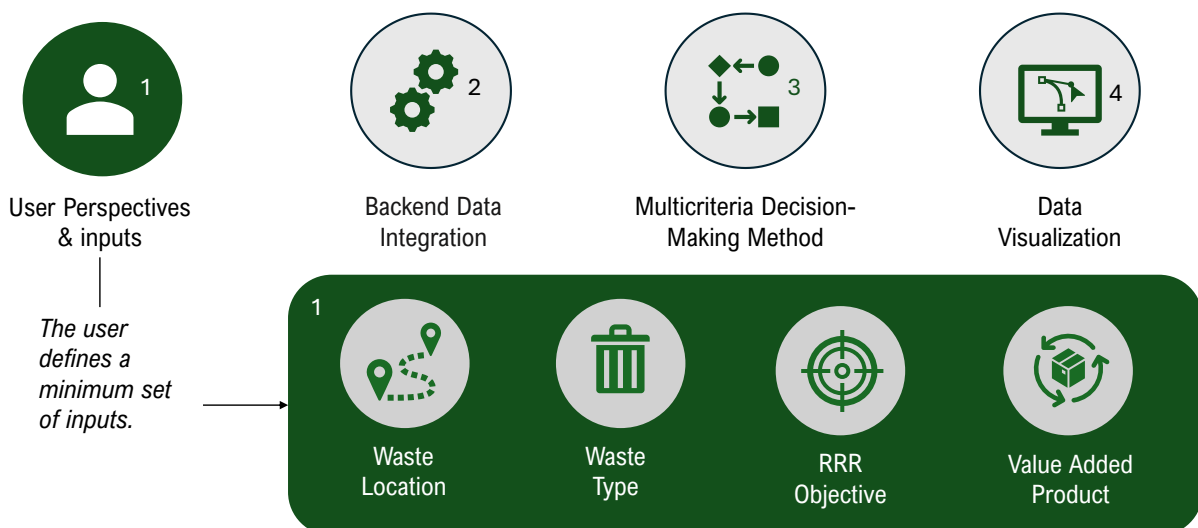 1
2
3
4
User Perspectives
& inputs
Backend Data
Integration
Multicriteria Decision-
Making Method
Data
Visualization
The user
defines a
minimum set
of inputs.
1
Waste
Location
Waste
Type
RRR
Objective
Value Added
Product